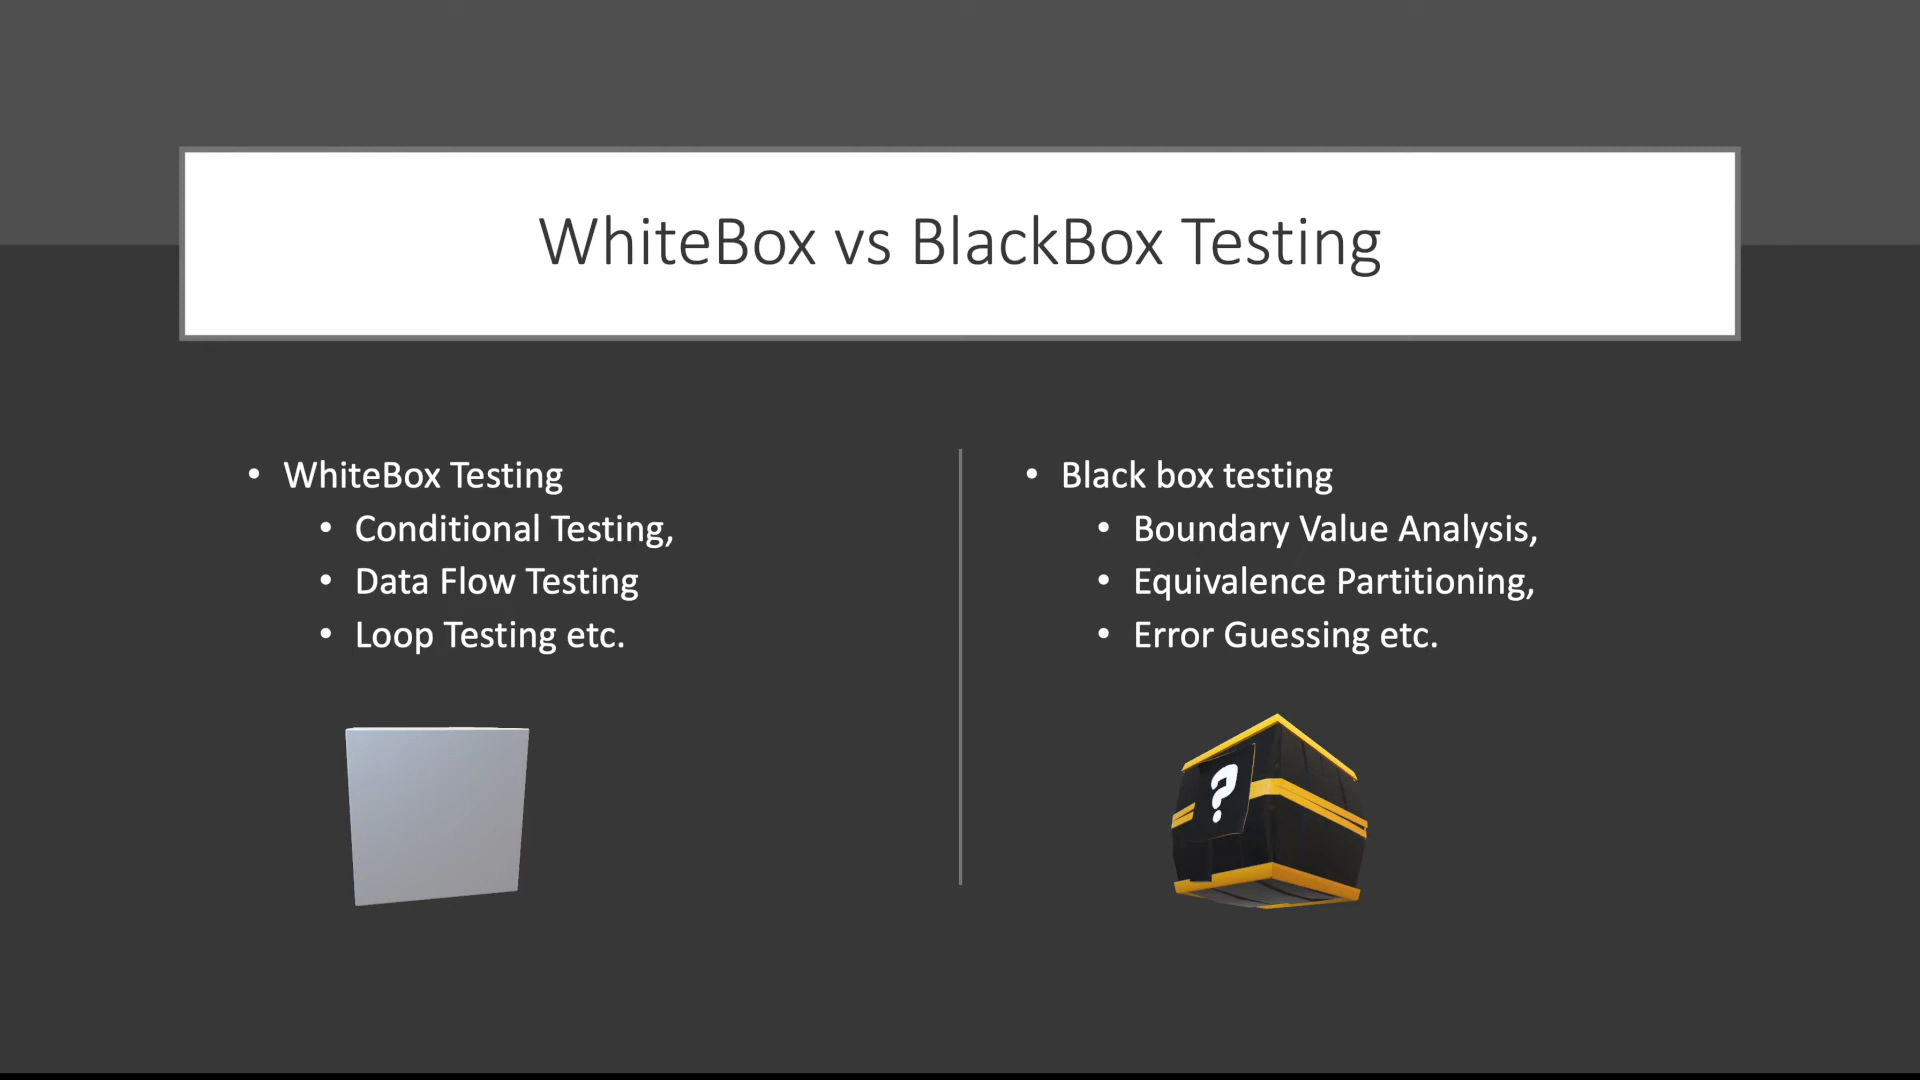 WhiteBox vs BlackBox Testing
• WhiteBox Testing
• Conditional Testing,
• Data Flow Testing
• Loop Testing etc.
• Black box testing
• Boundary Value Analysis,
• Equivalence Partitioning,
• Error Guessing etc.
?